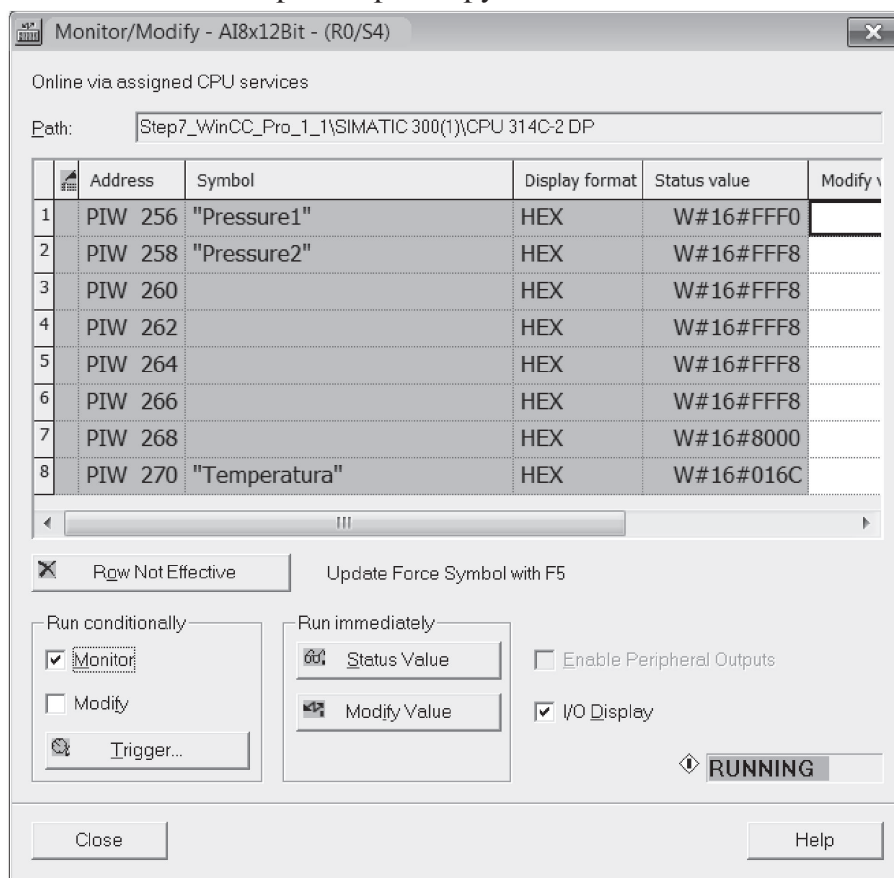 Monitor/Modify - AI8x12Bit - (R0/S4)
Online via assigned CPU services
Path: Step7_WinCC_Pro_1_1\SIMATIC 300(1)\CPU 314C-2 DP
Address Symbol Display format Status value Modify v
1 PIW 256 "Pressure1" HEX W#16#FFF0
2 PIW 258 "Pressure2" HEX W#16#FFF8
3 PIW 260 HEX W#16#FFF8
4 PIW 262 HEX W#16#FFF8
5 PIW 264 HEX W#16#FFF8
6 PIW 266 HEX W#16#FFF8
7 PIW 268 HEX W#16#8000
8 PIW 270 "Temperatura" HEX W#16#016C
Row Not Effective Update Force Symbol with F5
Run conditionally Run immediately
Monitor Status Value Enable Peripheral Outputs
Modify Modify Value I/O Display
Trigger...
RUNNING
Close Help